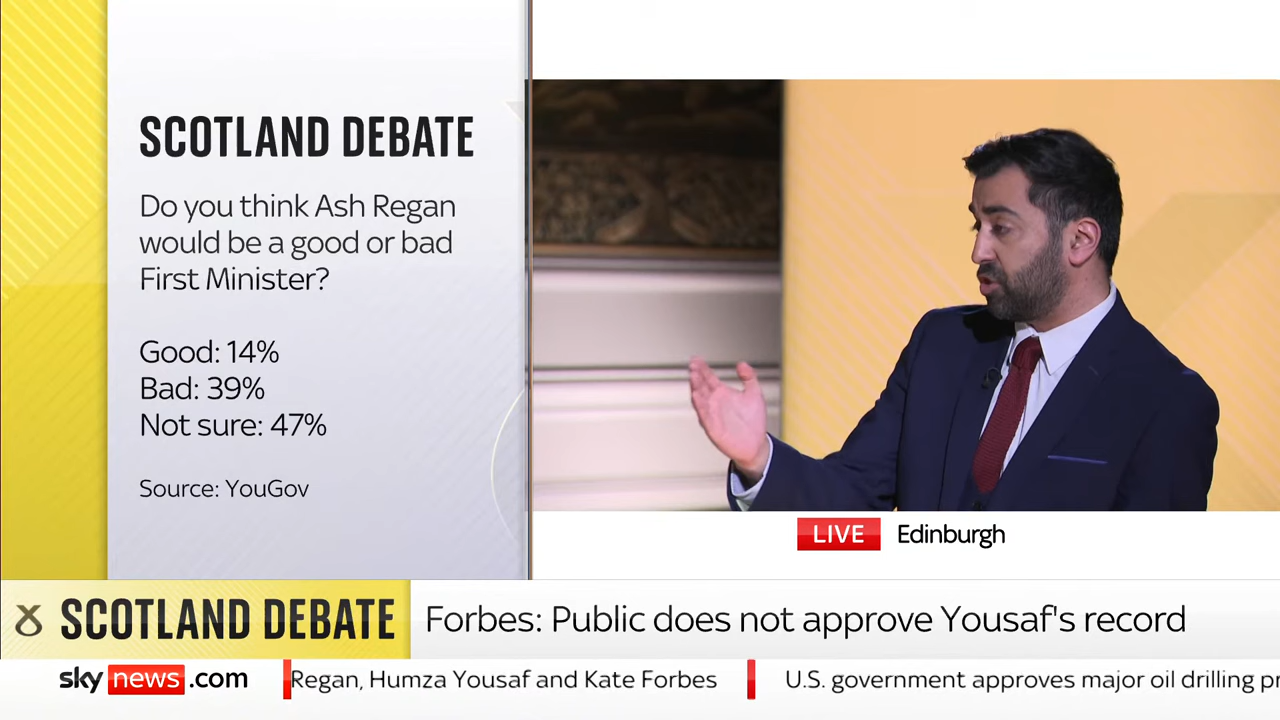 SCOTLAND DEBATE
Do you think Ash Regan
would be a good or bad
First Minister?
Good: 14%
Bad: 39%
Not sure: 47%
Source: YouGov
LIVE Edinburgh
SCOTLAND DEBATE Forbes: Public does not approve Yousaf's record
sky news.com Regan, Humza Yousaf and Kate Forbes U.S. government approves major oil drilling